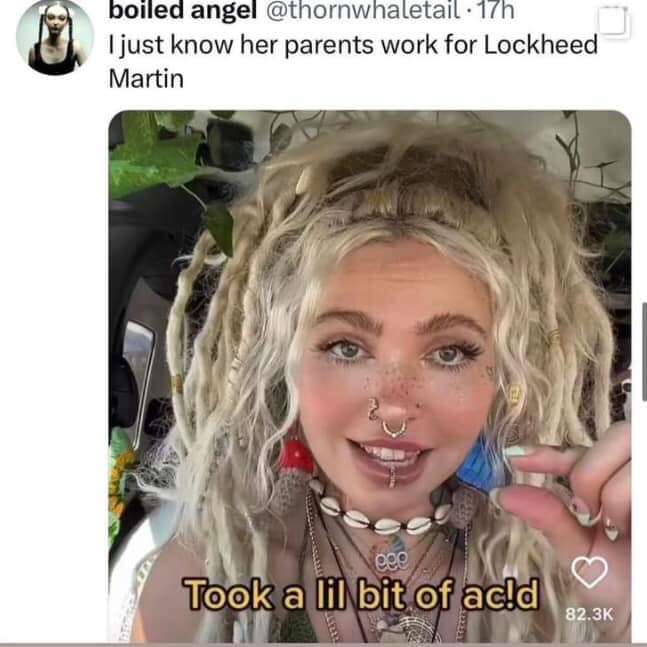 boiled angel @thornwhaletail · 17h
I just know her parents work for Lockheed
Martin
Took a lil bit of ac!d
82.3K